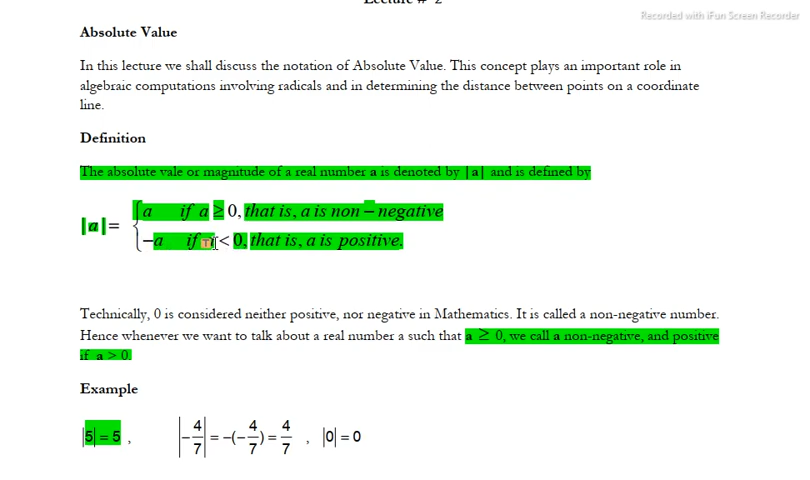 Lecture # 2
Recorded with iFun Screen Recorder
Absolute Value
In this lecture we shall discuss the notation of Absolute Value. This concept plays an important role in
algebraic computations involving radicals and in determining the distance between points on a coordinate
line.
Definition
The absolute vale or magnitude of a real number a is denoted by |a| and is defined by
|a| = { a if a ≥ 0, that is, a is non – negative
–a if < 0, that is, a is positive.
Technically, 0 is considered neither positive, nor negative in Mathematics. It is called a non-negative number.
Hence whenever we want to talk about a real number a such that a ≥ 0, we call a non-negative, and positive
if a > 0.
Example
|5| = 5 , |-4/7| = -(-4/7) = 4/7 , |0| = 0